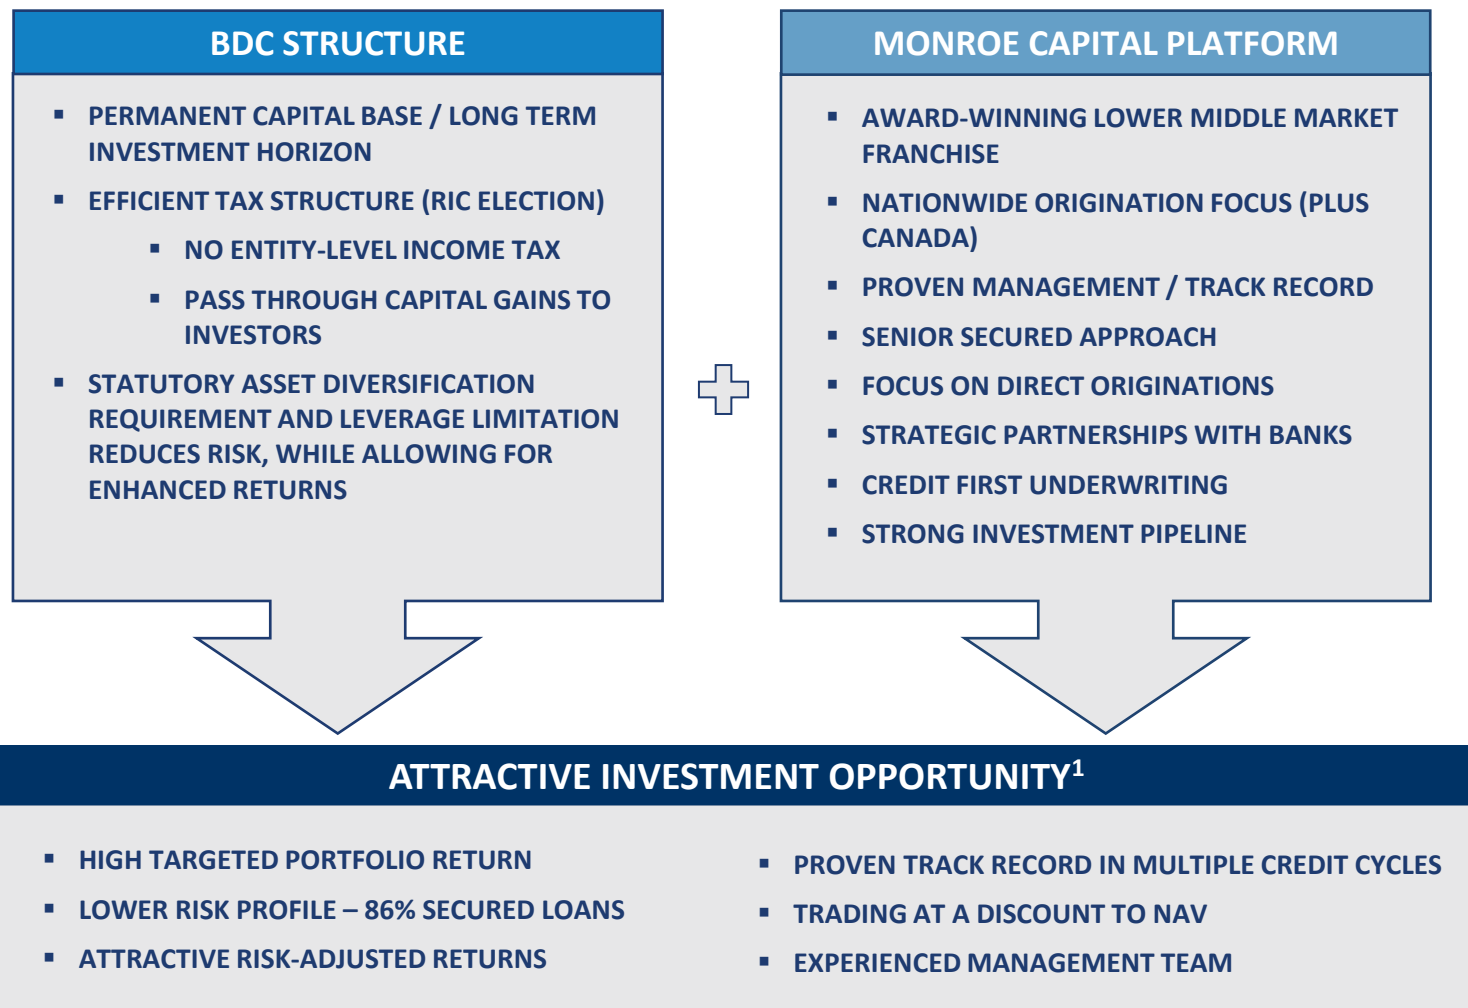 BDC STRUCTURE
▪ PERMANENT CAPITAL BASE / LONG TERM
INVESTMENT HORIZON
▪ EFFICIENT TAX STRUCTURE (RIC ELECTION)
▪ NO ENTITY-LEVEL INCOME TAX
▪ PASS THROUGH CAPITAL GAINS TO
INVESTORS
▪ STATUTORY ASSET DIVERSIFICATION
REQUIREMENT AND LEVERAGE LIMITATION
REDUCES RISK, WHILE ALLOWING FOR
ENHANCED RETURNS
MONROE CAPITAL PLATFORM
▪ AWARD-WINNING LOWER MIDDLE MARKET
FRANCHISE
▪ NATIONWIDE ORIGINATION FOCUS (PLUS
CANADA)
▪ PROVEN MANAGEMENT / TRACK RECORD
▪ SENIOR SECURED APPROACH
▪ FOCUS ON DIRECT ORIGINATIONS
▪ STRATEGIC PARTNERSHIPS WITH BANKS
▪ CREDIT FIRST UNDERWRITING
▪ STRONG INVESTMENT PIPELINE
ATTRACTIVE INVESTMENT OPPORTUNITY¹
▪ HIGH TARGETED PORTFOLIO RETURN
▪ LOWER RISK PROFILE – 86% SECURED LOANS
▪ ATTRACTIVE RISK-ADJUSTED RETURNS
▪ PROVEN TRACK RECORD IN MULTIPLE CREDIT CYCLES
▪ TRADING AT A DISCOUNT TO NAV
▪ EXPERIENCED MANAGEMENT TEAM